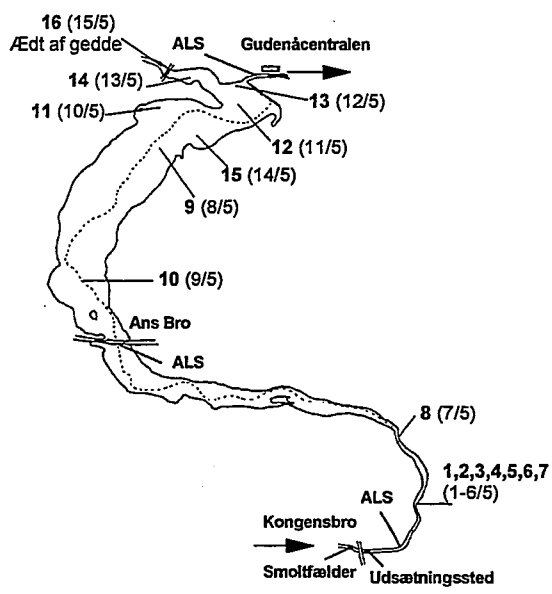 16 (15/5)
Ædt af gedde
ALS
Gudenåcentralen
14 (13/5)
13 (12/5)
11 (10/5)
12 (11/5)
15 (14/5)
9 (8/5)
10 (9/5)
Ans Bro
ALS
8 (7/5)
1,2,3,4,5,6,7
(1-6/5)
ALS
Kongensbro
Smoltfælder
Udsætningssted